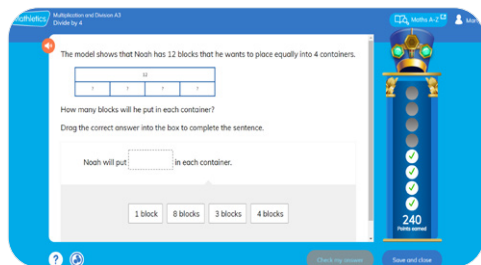 Mathletics
Multiplication and Division A3
Divide by 4
Maths A-Z
The model shows that Noah has 12 blocks that he wants to place equally into 4 containers.
12
? ? ? ?
How many blocks will he put in each container?
Drag the correct answer into the box to complete the sentence.
Noah will put in each container.
1 block 8 blocks 3 blocks 4 blocks
240
Points earned
? Check my answer Save and close